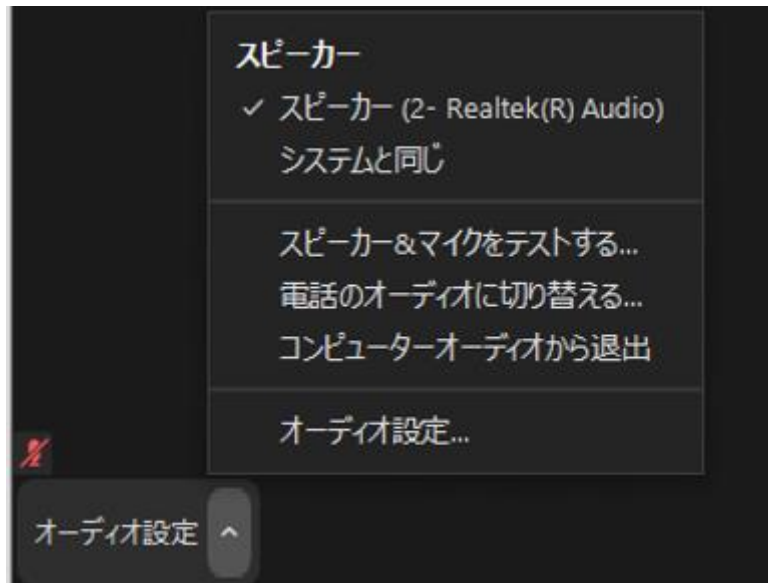 スピーカー
スピーカー (2- Realtek(R) Audio)
システムと同じ
スピーカー&マイクをテストする...
電話のオーディオに切り替える...
コンピューターオーディオから退出
オーディオ設定...
オーディオ設定